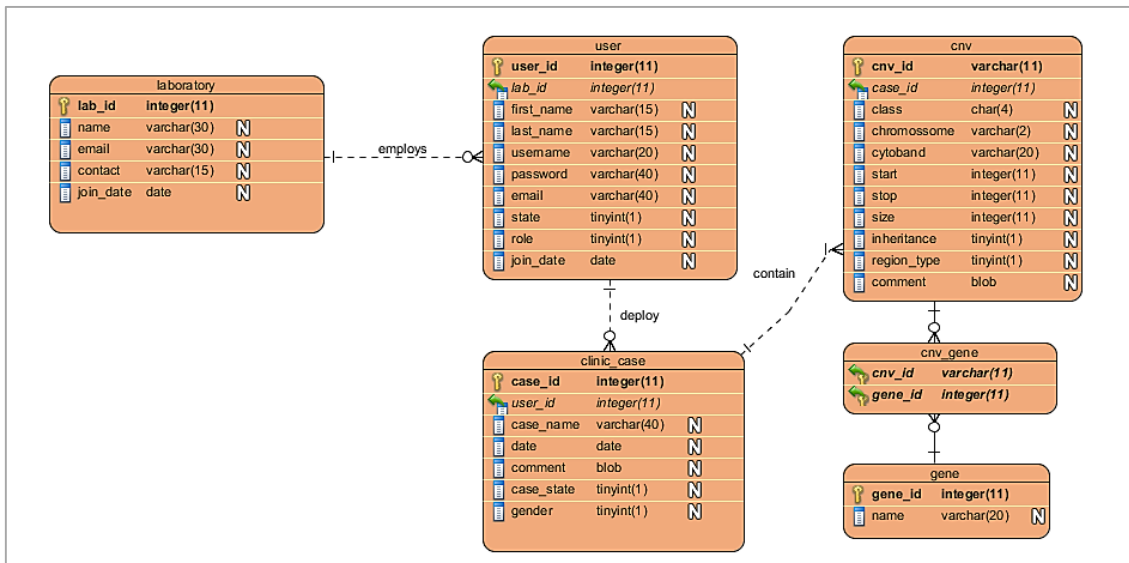 laboratory
lab_id integer(11)
name varchar(30) N
email varchar(30) N
contact varchar(15) N
join_date date N
employs
user
user_id integer(11)
lab_id integer(11)
first_name varchar(15) N
last_name varchar(15) N
username varchar(20) N
password varchar(40) N
email varchar(40) N
state tinyint(1) N
role tinyint(1) N
join_date date N
deploy
clinic_case
case_id integer(11)
user_id integer(11)
case_name varchar(40) N
date date N
comment blob N
case_state tinyint(1) N
gender tinyint(1) N
contain
cnv
cnv_id varchar(11)
case_id integer(11)
class char(4) N
chromossome varchar(2) N
cytoband varchar(20) N
start integer(11) N
stop integer(11) N
size integer(11) N
inheritance tinyint(1) N
region_type tinyint(1) N
comment blob N
cnv_gene
cnv_id varchar(11)
gene_id integer(11)
gene
gene_id integer(11)
name varchar(20) N